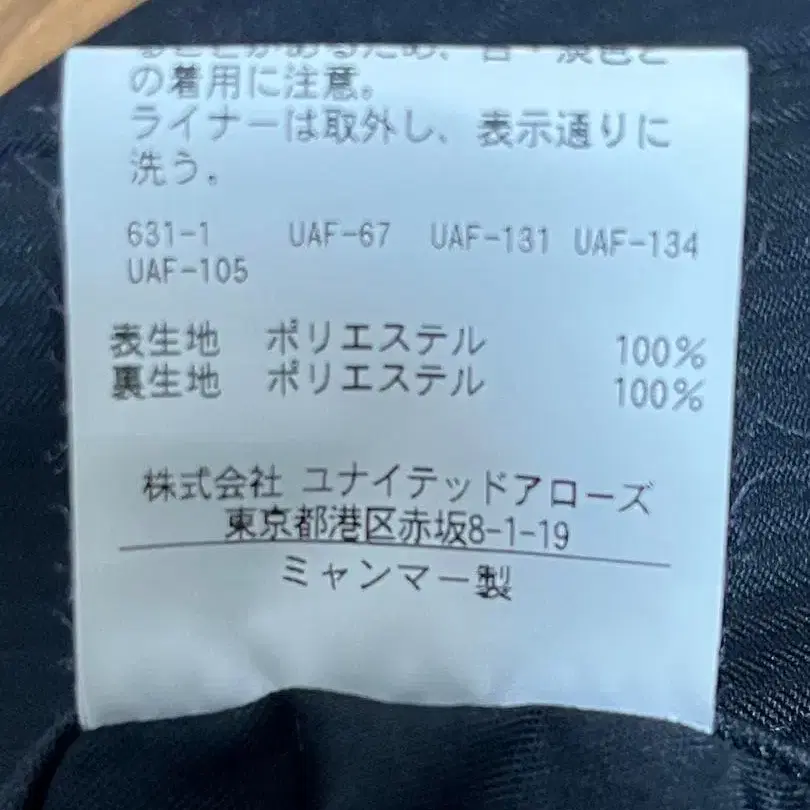 の着用に注意。
ライナーは取外し、表示通りに
洗う。
631-1 UAF-67 UAF-131 UAF-134
UAF-105
表生地 ポリエステル 100%
裏生地 ポリエステル 100%
株式会社 ユナイテッドアローズ
東京都港区赤坂8-1-19
ミャンマー製